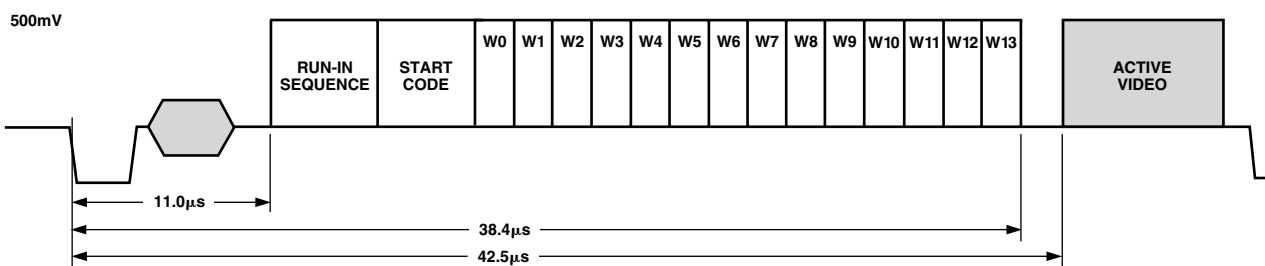 500mV
RUN-IN
SEQUENCE
START
CODE
W0 W1 W2 W3 W4 W5 W6 W7 W8 W9 W10 W11 W12 W13
ACTIVE
VIDEO
11.0μs
38.4μs
42.5μs